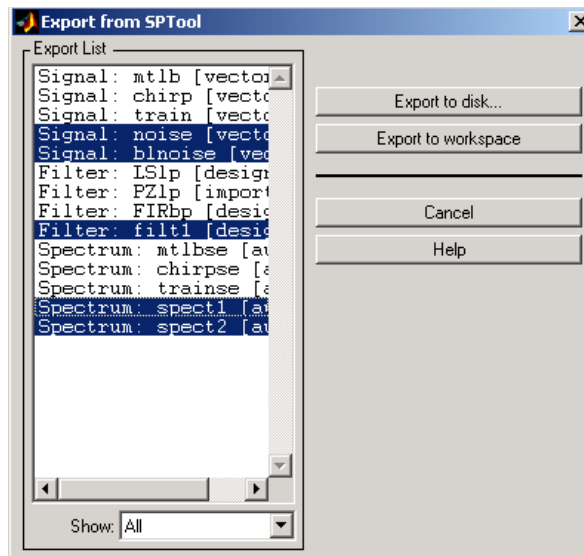 Export from SPTool
Export List
Signal: mtlb [vector
Signal: chirp [vecto
Signal: train [vecto
Signal: noise [vecto
Signal: blnoise [vec
Filter: LSlp [design
Filter: PZlp [import
Filter: FIRbp [desig
Filter: filt1 [desig
Spectrum: mtlbse [au
Spectrum: chirpse [a
Spectrum: trainse [a
Spectrum: spect1 [au
Spectrum: spect2 [au
Show: All
Export to disk...
Export to workspace
Cancel
Help